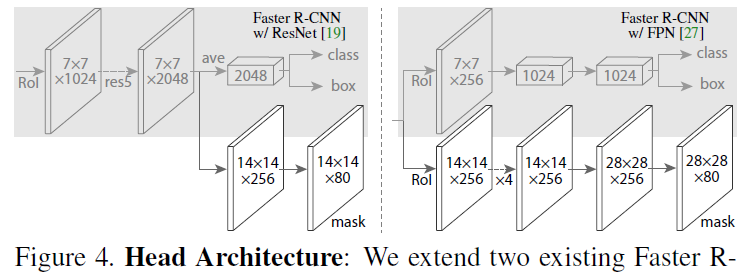 Faster R-CNN
w/ ResNet [19]
RoI
7×7
×1024
res5
7×7
×2048
ave
2048
class
box
14×14
×256
14×14
×80
mask
Faster R-CNN
w/ FPN [27]
RoI
7×7
×256
1024
1024
class
box
RoI
14×14
×256
×4
14×14
×256
28×28
×256
28×28
×80
mask
Figure 4. Head Architecture: We extend two existing Faster R-